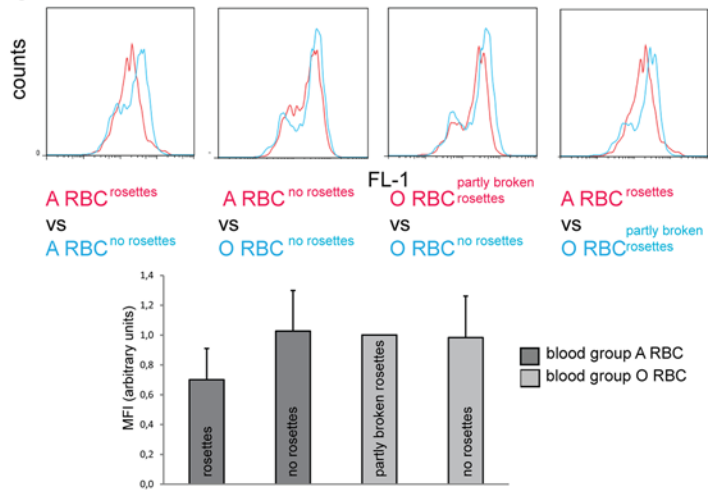 counts
0
FL-1
A RBC rosettes
vs
A RBC no rosettes
A RBC no rosettes
vs
O RBC no rosettes
O RBC partly broken rosettes
vs
O RBC no rosettes
A RBC rosettes
vs
O RBC partly broken rosettes
MFI (arbitrary units)
1,4
1,2
1,0
0,8
0,6
0,4
0,2
0,0
rosettes
no rosettes
partly broken rosettes
no rosettes
blood group A RBC
blood group O RBC